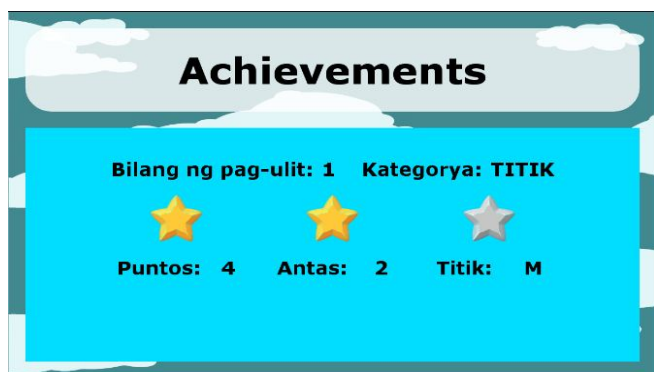 Achievements
Bilang ng pag-ulit: 1 Kategorya: TITIK
Puntos: 4 Antas: 2 Titik: M